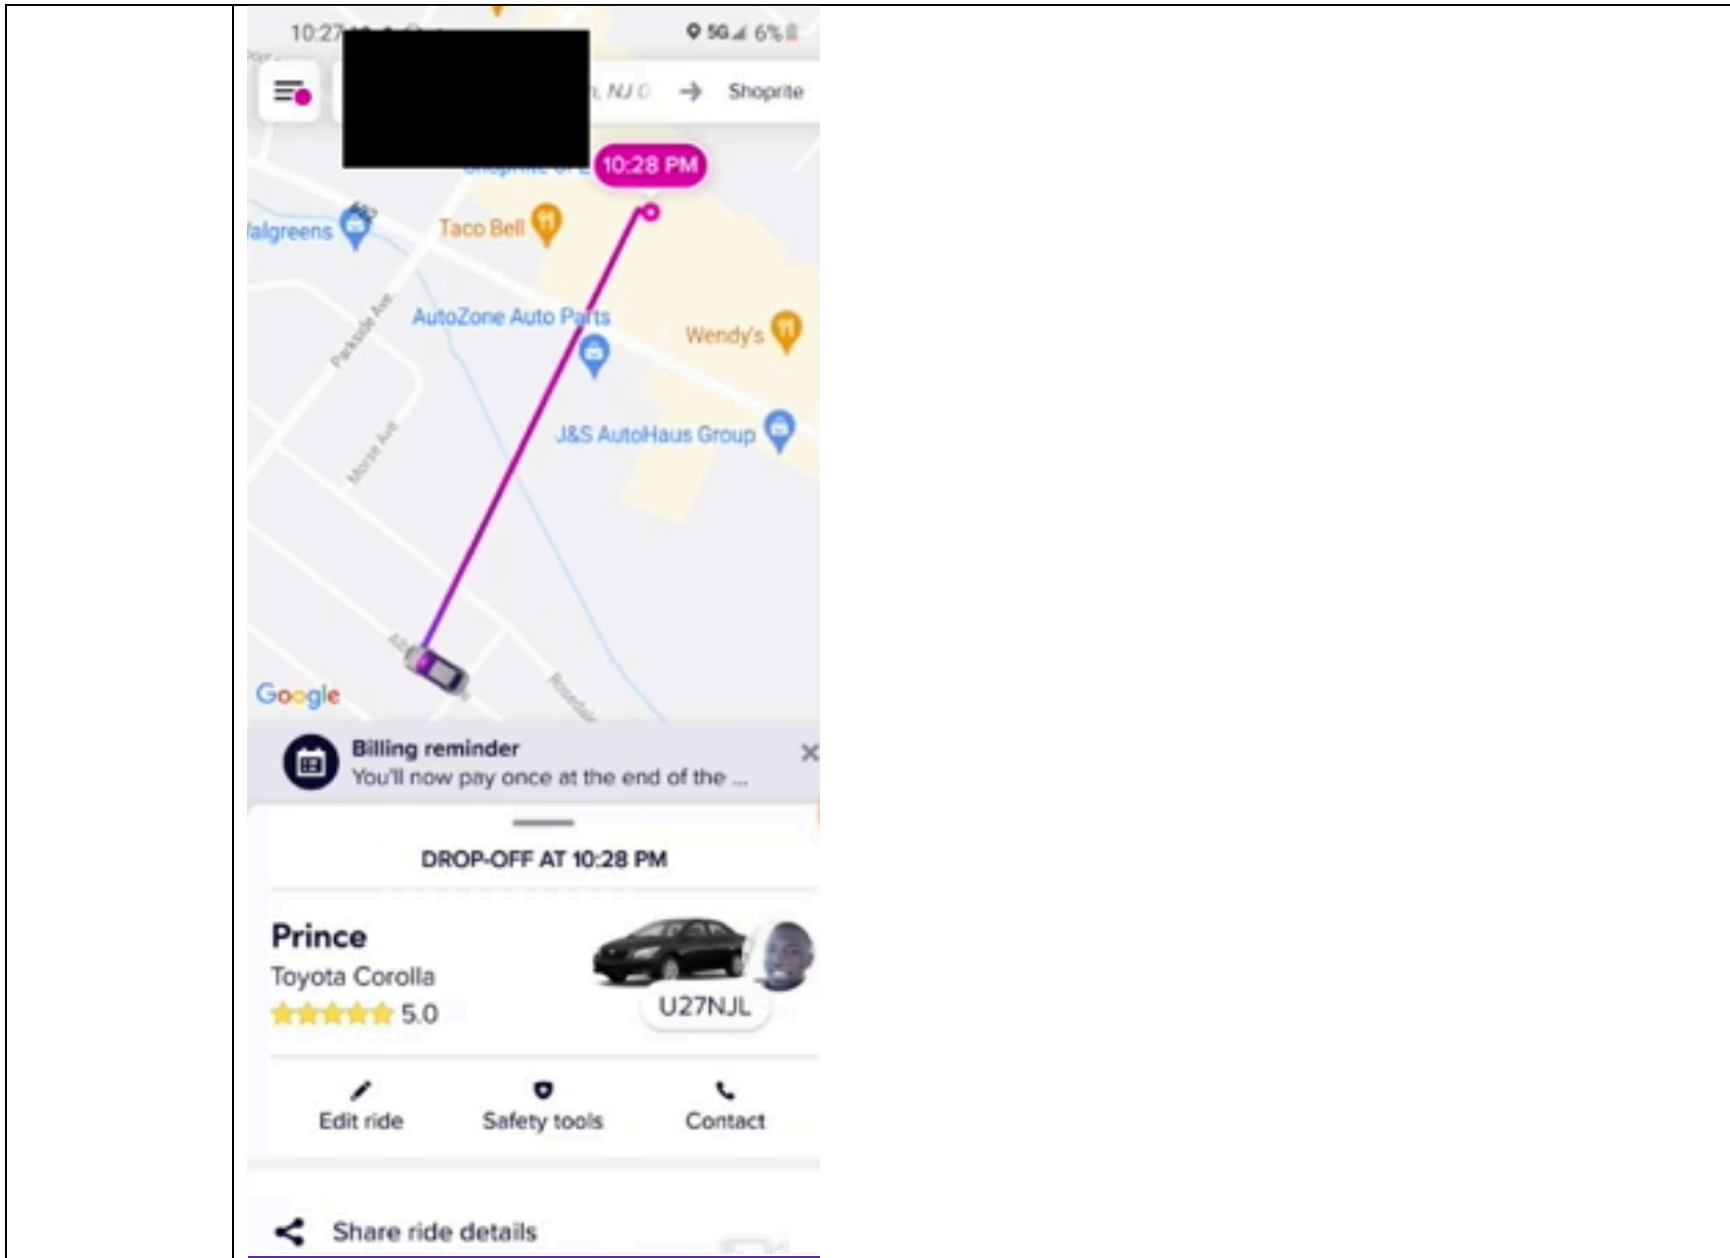 10:27
5G 6%
NJ 0
→ Shoprite
10:28 PM
Taco Bell
AutoZone Auto Parts
Wendy's
Parkside Ave
J&S AutoHaus Group
Morse Ave
Google
Billing reminder
You'll now pay once at the end of the ...
DROP-OFF AT 10:28 PM
Prince
Toyota Corolla
5.0
U27NJL
Edit ride
Safety tools
Contact
Share ride details